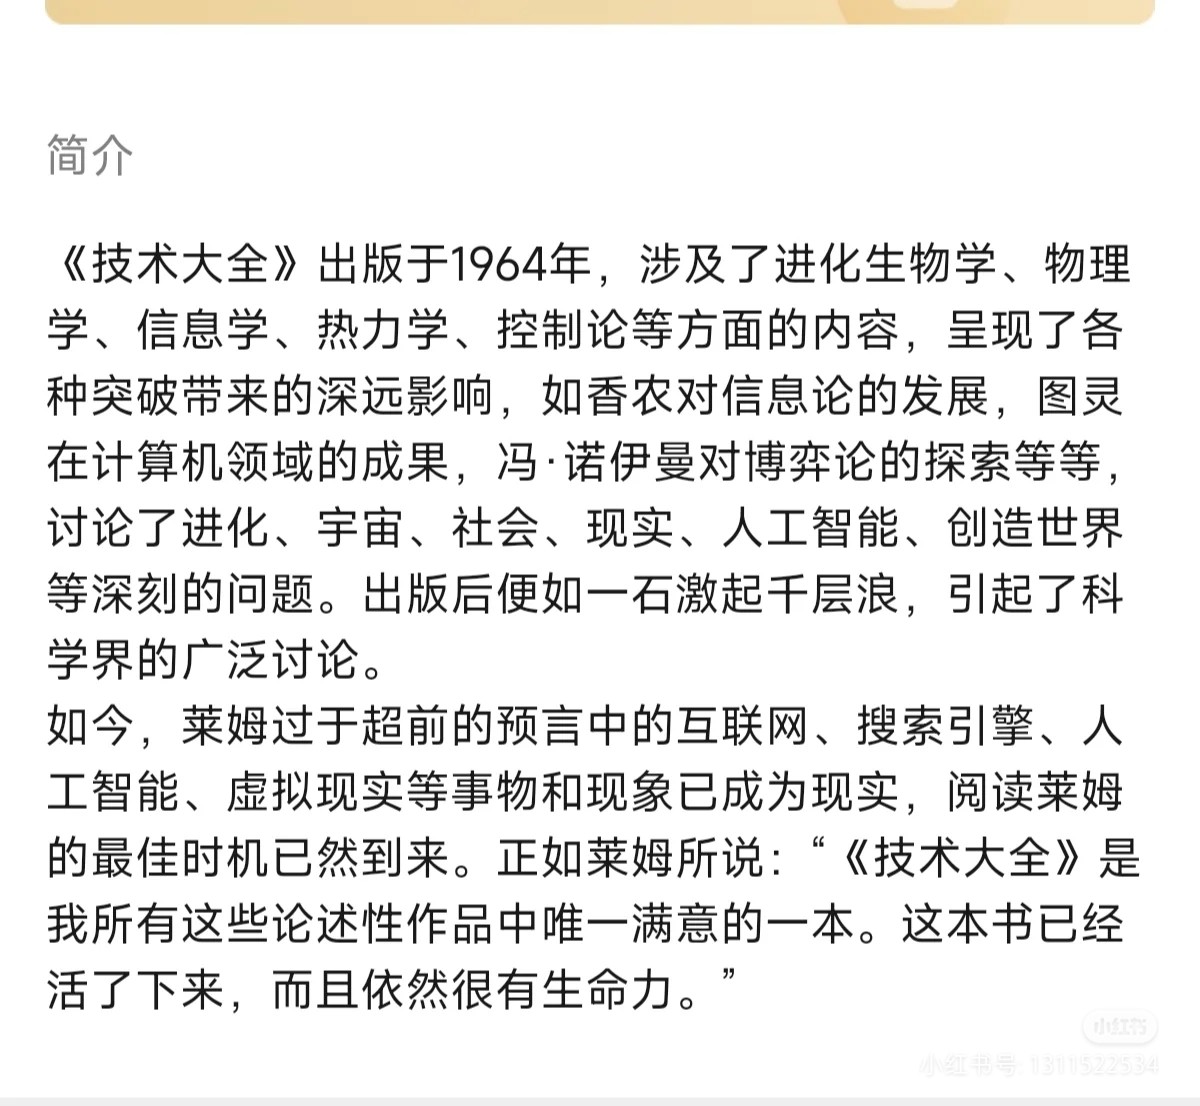 简介
《技术大全》出版于1964年，涉及了进化生物学、物理
学、信息学、热力学、控制论等方面的内容，呈现了各
种突破带来的深远影响，如香农对信息论的发展，图灵
在计算机领域的成果，冯·诺伊曼对博弈论的探索等等，
讨论了进化、宇宙、社会、现实、人工智能、创造世界
等深刻的问题。出版后便如一石激起千层浪，引起了科
学界的广泛讨论。
如今，莱姆过于超前的预言中的互联网、搜索引擎、人
工智能、虚拟现实等事物和现象已成为现实，阅读莱姆
的最佳时机已然到来。正如莱姆所说：“《技术大全》是
我所有这些论述性作品中唯一满意的一本。这本书已经
活了下来，而且依然很有生命力。”
小红书
小红书号: 1311522534